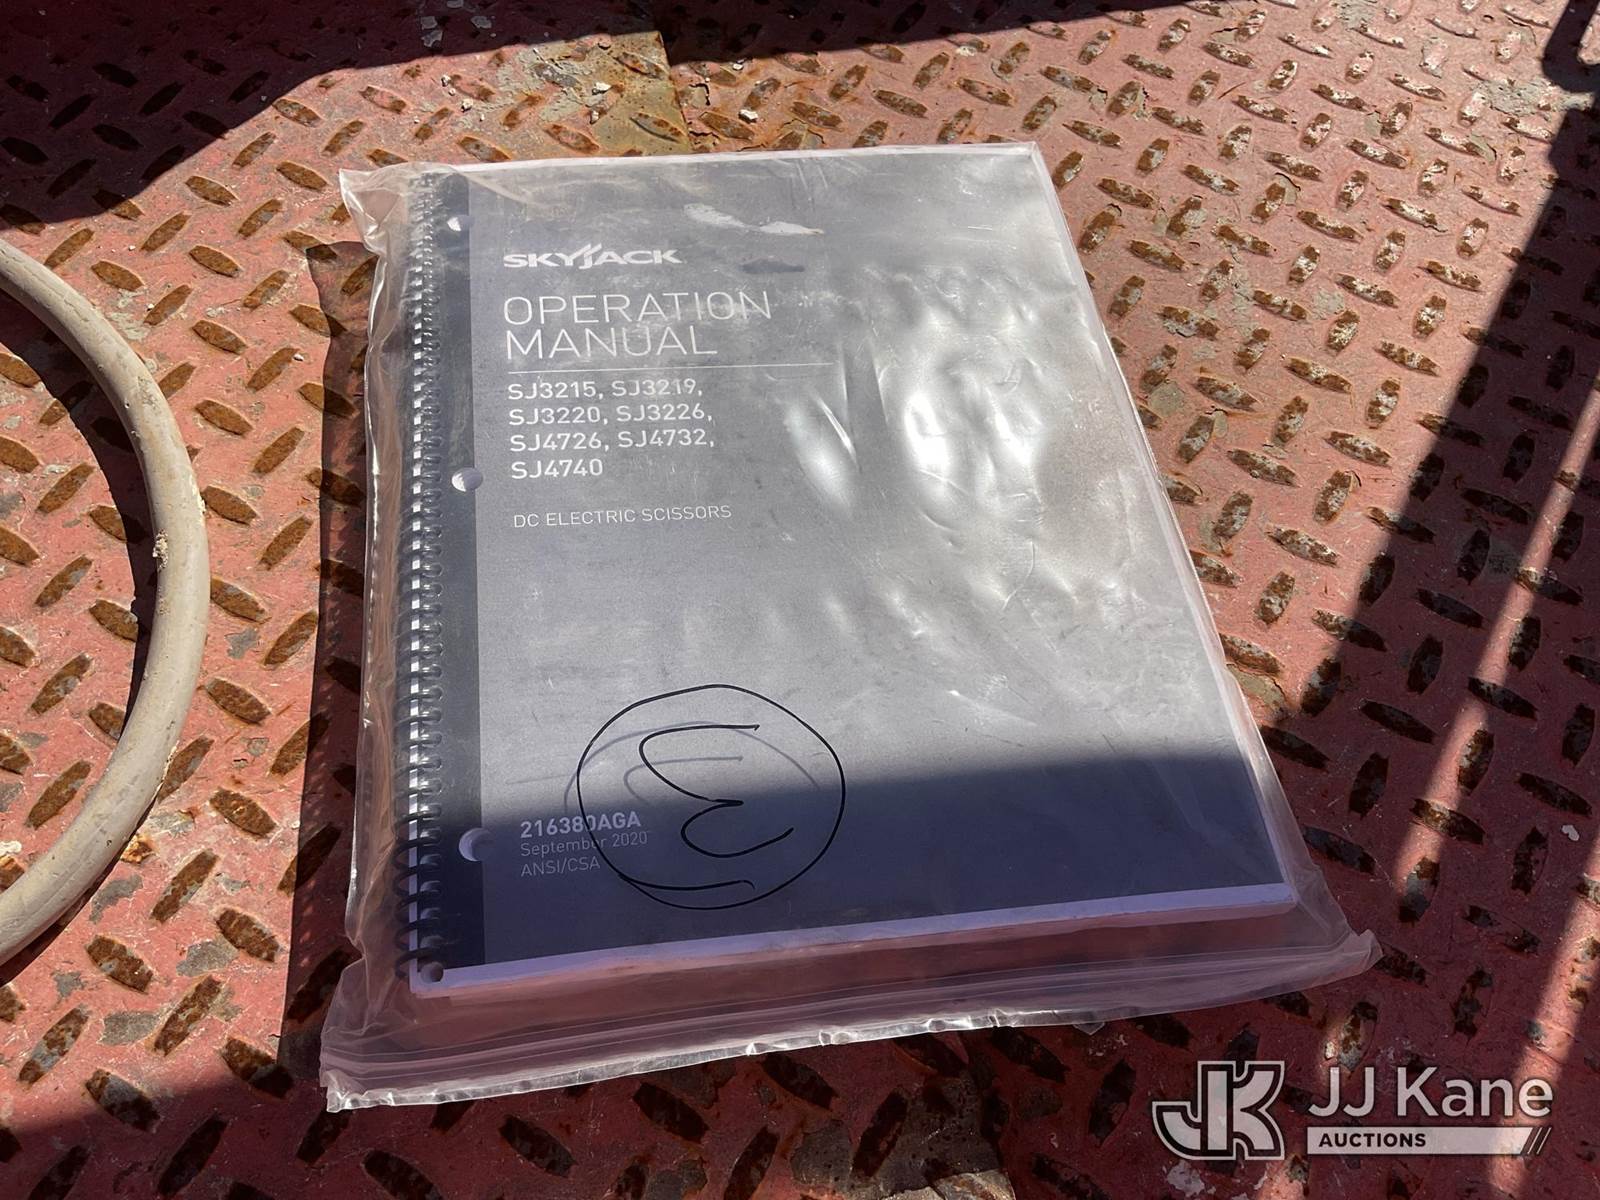 SKYJACK
OPERATION
MANUAL
SJ3215, SJ3219,
SJ3220, SJ3226,
SJ4726, SJ4732,
SJ4740
DC ELECTRIC SCISSORS
216380AGA
September 2020
ANSI/CSA
JK
JJ Kane
AUCTIONS